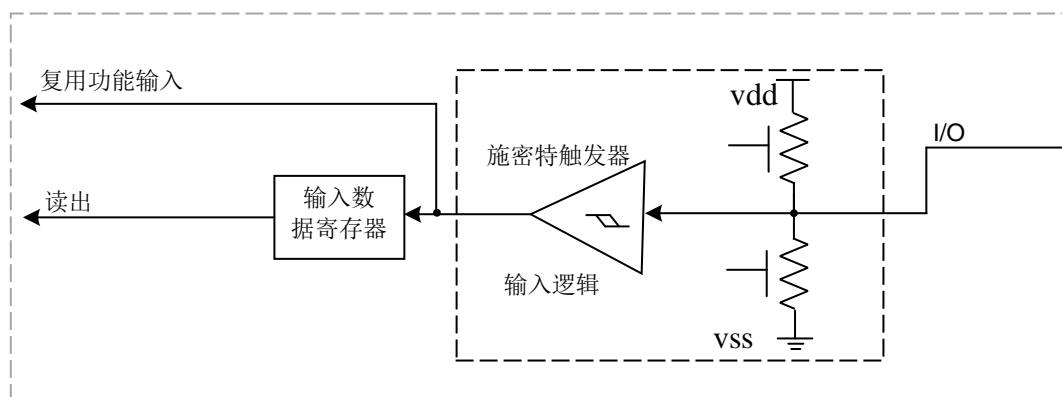 复用功能输入
vdd
I/O
施密特触发器
读出
输入数
据寄存器
输入逻辑
vss